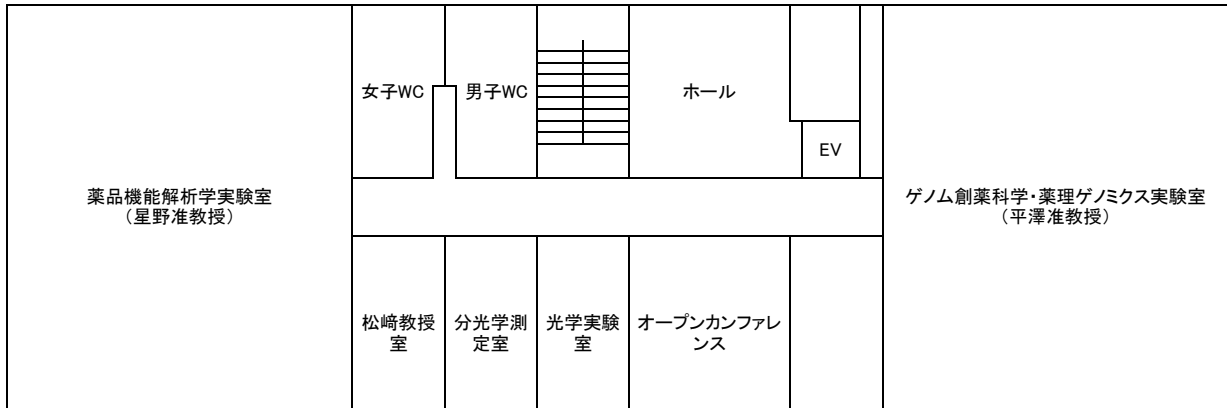 女子WC
男子WC
ホール
EV
薬品機能解析学実験室
（星野准教授）
ゲノム創薬科学・薬理ゲノミクス実験室
（平澤准教授）
松﨑教授
室
分光学測
定室
光学実験
室
オープンカンファレ
ンス